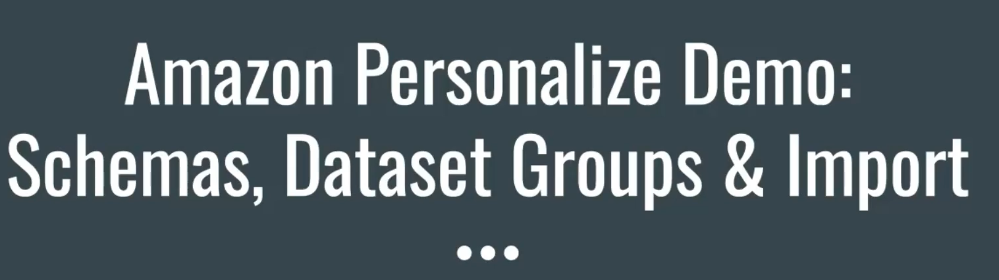 Amazon Personalize Demo:
Schemas, Dataset Groups & Import